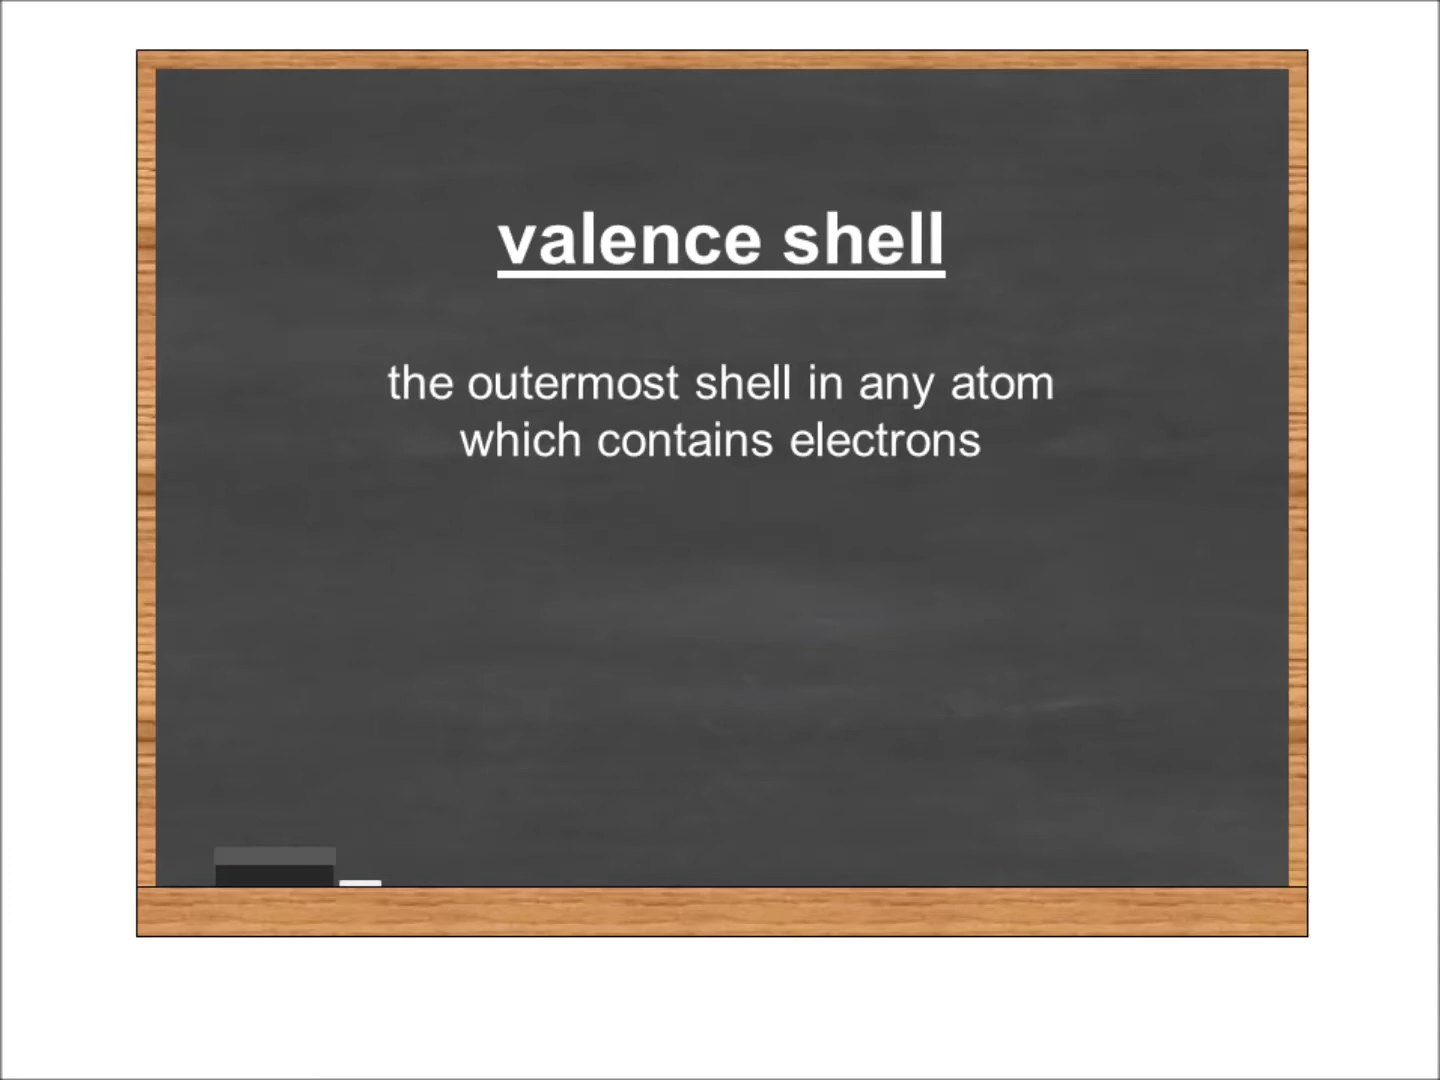 valence shell
the outermost shell in any atom
which contains electrons